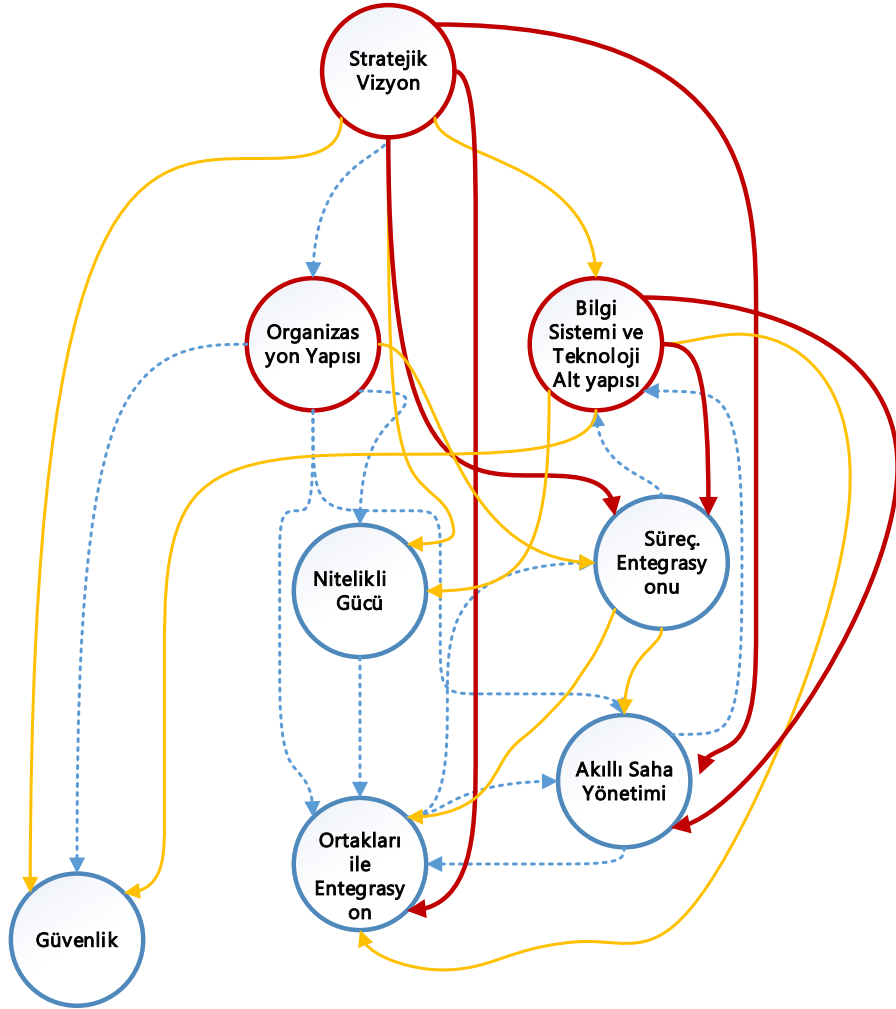 Stratejik
Vizyon
Organizas
yon Yapısı
Bilgi
Sistemi ve
Teknoloji
Alt yapısı
Süreç.
Entegrasy
onu
Nitelikli
Gücü
Akıllı Saha
Yönetimi
Ortakları
ile
Entegrasy
on
Güvenlik